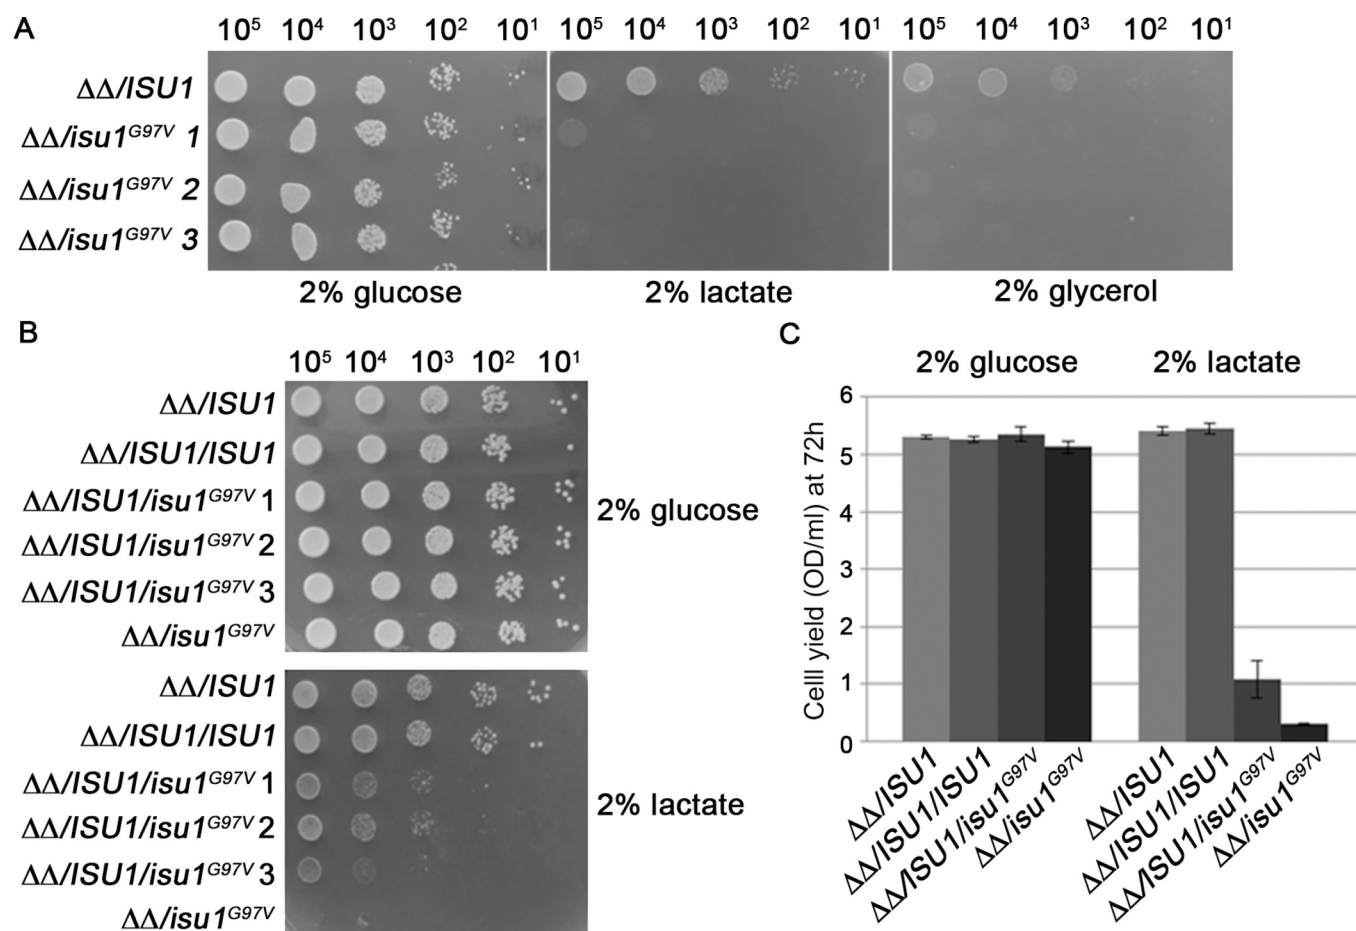 A
10⁵ 10⁴ 10³ 10² 10¹ 10⁵ 10⁴ 10³ 10² 10¹ 10⁵ 10⁴ 10³ 10² 10¹
ΔΔ/ISU1
ΔΔ/isu1ᴳ⁹⁷ⱽ 1
ΔΔ/isu1ᴳ⁹⁷ⱽ 2
ΔΔ/isu1ᴳ⁹⁷ⱽ 3
2% glucose 2% lactate 2% glycerol
B
10⁵ 10⁴ 10³ 10² 10¹
ΔΔ/ISU1
ΔΔ/ISU1/ISU1
ΔΔ/ISU1/isu1ᴳ⁹⁷ⱽ 1
ΔΔ/ISU1/isu1ᴳ⁹⁷ⱽ 2
ΔΔ/ISU1/isu1ᴳ⁹⁷ⱽ 3
ΔΔ/isu1ᴳ⁹⁷ⱽ
2% glucose
ΔΔ/ISU1
ΔΔ/ISU1/ISU1
ΔΔ/ISU1/isu1ᴳ⁹⁷ⱽ 1
ΔΔ/ISU1/isu1ᴳ⁹⁷ⱽ 2
ΔΔ/ISU1/isu1ᴳ⁹⁷ⱽ 3
ΔΔ/isu1ᴳ⁹⁷ⱽ
2% lactate
C
2% glucose 2% lactate
Celll yield (OD/ml) at 72h
6
5
4
3
2
1
0
ΔΔ/ISU1
ΔΔ/ISU1/ISU1
ΔΔ/ISU1/isu1ᴳ⁹⁷ⱽ
ΔΔ/isu1ᴳ⁹⁷ⱽ
ΔΔ/ISU1
ΔΔ/ISU1/ISU1
ΔΔ/ISU1/isu1ᴳ⁹⁷ⱽ
ΔΔ/isu1ᴳ⁹⁷ⱽ